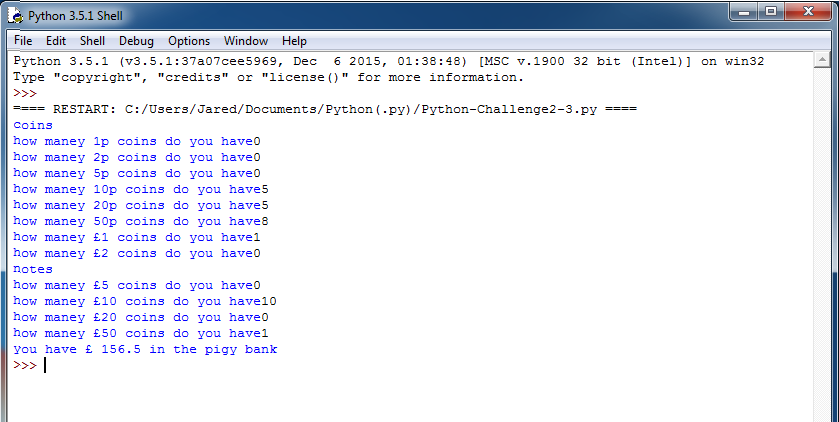 Python 3.5.1 Shell
File Edit Shell Debug Options Window Help
Python 3.5.1 (v3.5.1:37a07cee5969, Dec  6 2015, 01:38:48) [MSC v.1900 32 bit (Intel)] on win32
Type "copyright", "credits" or "license()" for more information.
>>>
==== RESTART: C:/Users/Jared/Documents/Python(.py)/Python-Challenge2-3.py ====
coins
how maney 1p coins do you have0
how maney 2p coins do you have0
how maney 5p coins do you have0
how maney 10p coins do you have5
how maney 20p coins do you have5
how maney 50p coins do you have8
how maney £1 coins do you have1
how maney £2 coins do you have0
notes
how maney £5 coins do you have0
how maney £10 coins do you have10
how maney £20 coins do you have0
how maney £50 coins do you have1
you have £ 156.5 in the pigy bank
>>>